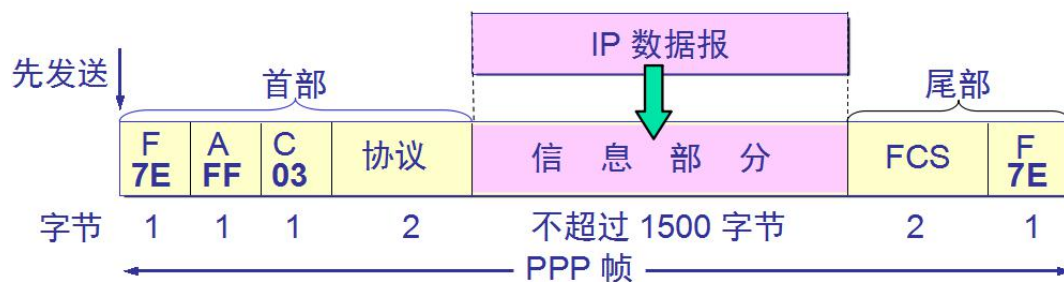 IP 数据报
先发送
首部
尾部
F A C 协议 信 息 部 分 FCS F
7E FF 03 7E
字节 1 1 1 2 不超过 1500 字节 2 1
PPP 帧